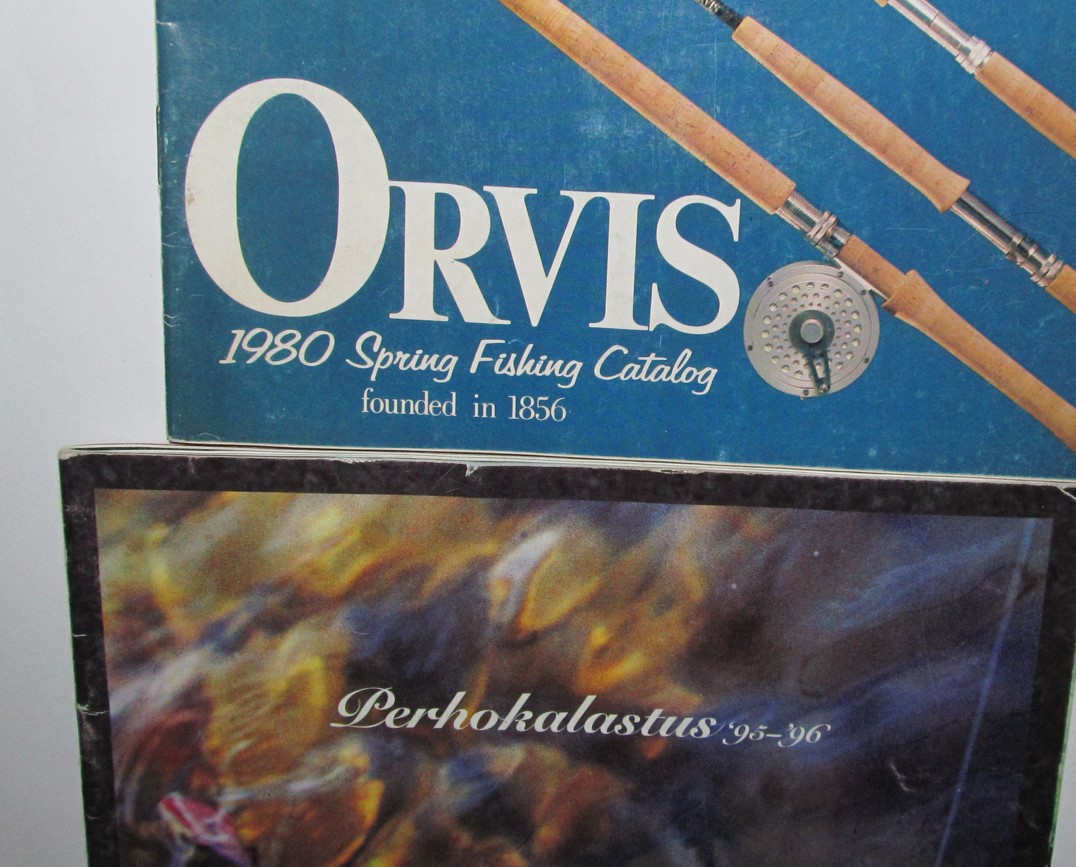 ORVIS
1980 Spring Fishing Catalog
founded in 1856
Perhokalastus '95–'96